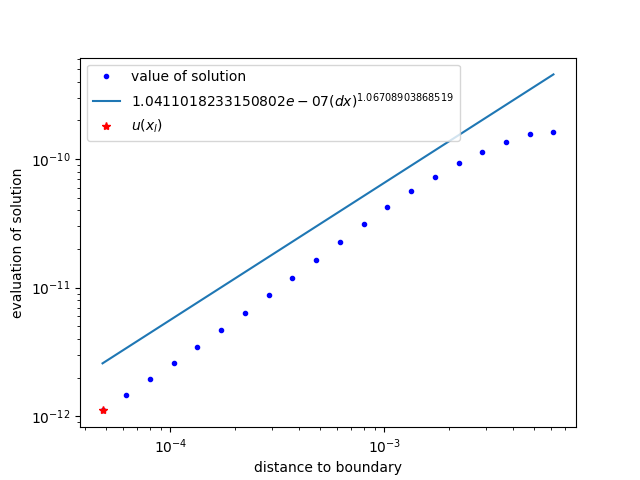 value of solution
1.0411018233150802e − 07(dx)^1.06708903868519
u(x_l)
10^−10
10^−11
10^−12
evaluation of solution
10^−4
10^−3
distance to boundary